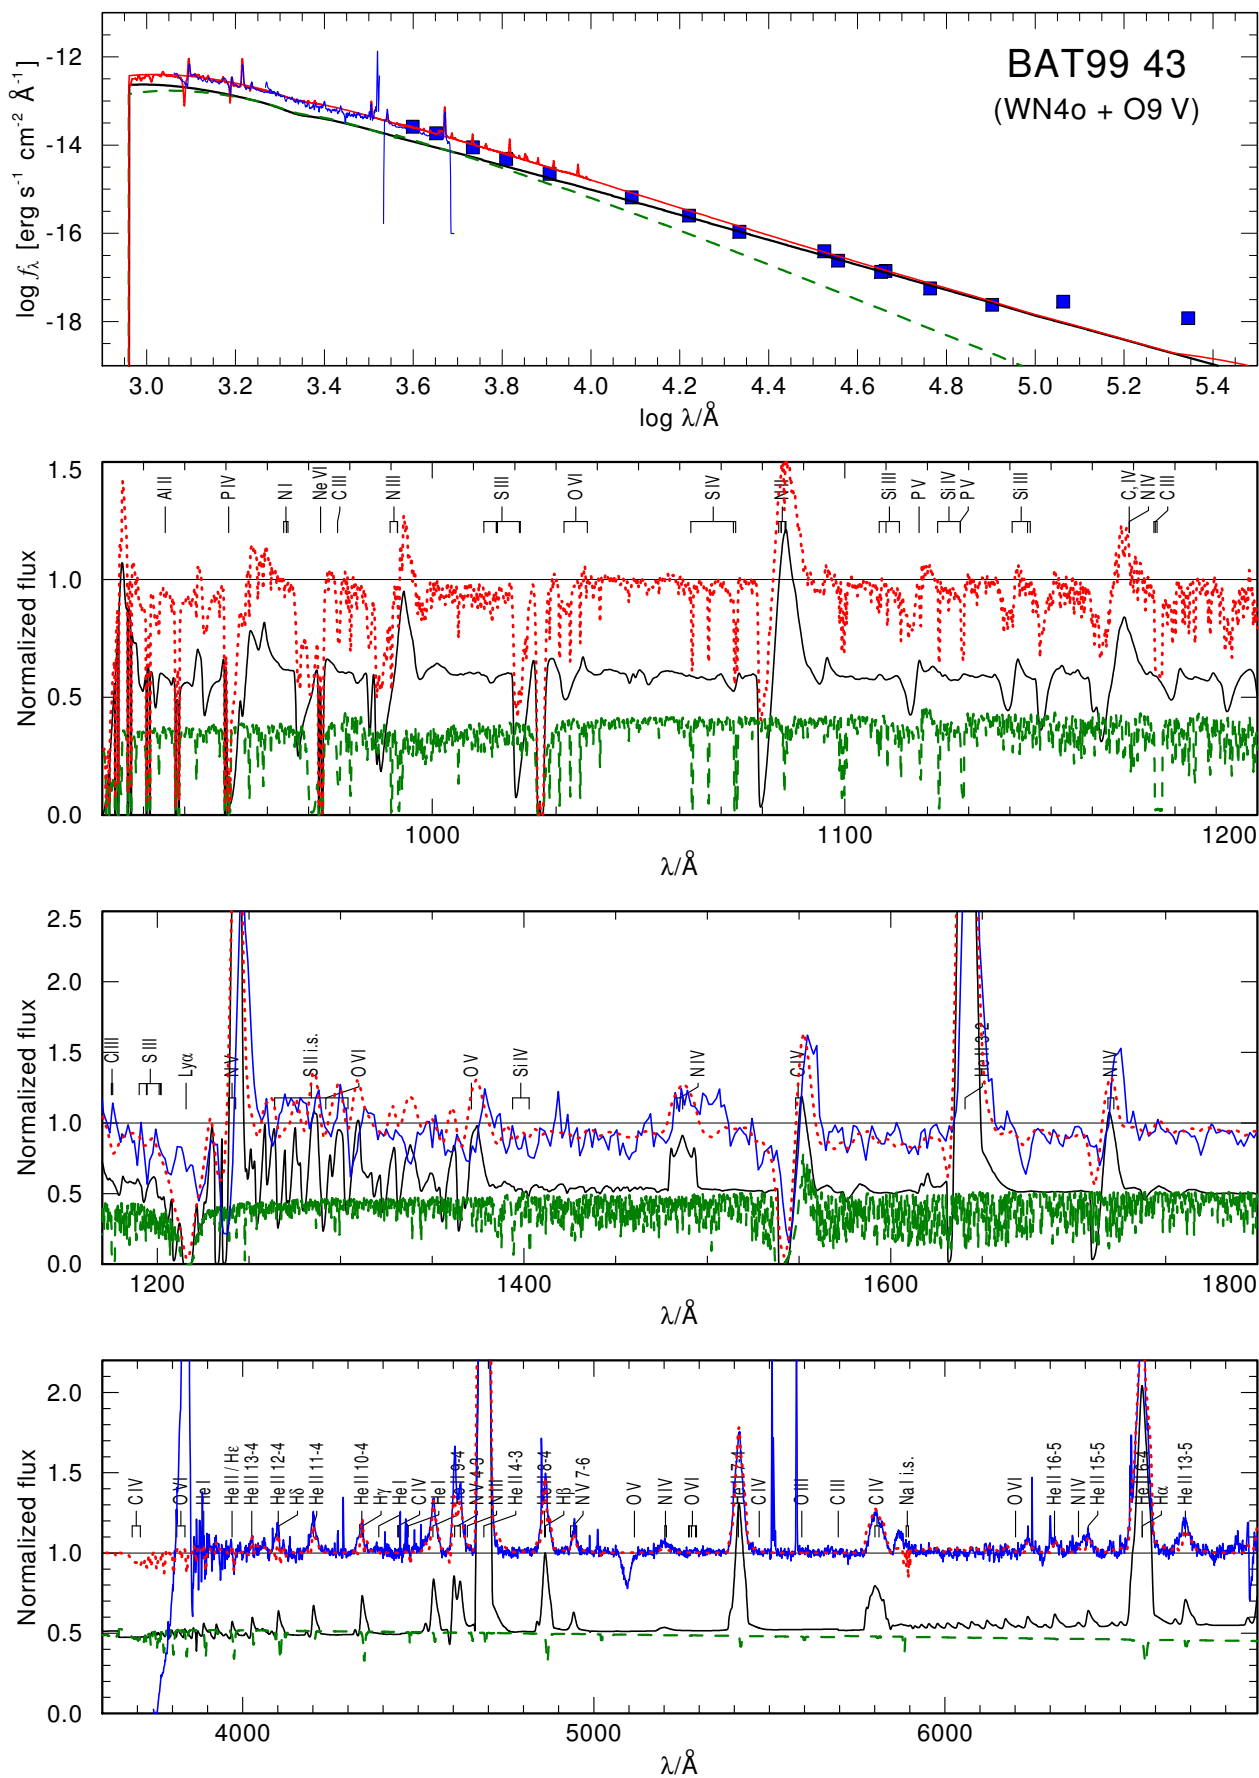 BAT99 43
(WN4o + O9 V)
log fλ [erg s⁻¹ cm⁻² Å⁻¹]
-12
-14
-16
-18
3.0 3.2 3.4 3.6 3.8 4.0 4.2 4.4 4.6 4.8 5.0 5.2 5.4
log λ/Å
Normalized flux
1.5
1.0
0.5
0.0
Al II P IV N I Ne VI C III N III S III O VI S IV N II Si III P V Si IV P V Si III C, IV N IV C III
1000 1100 1200
λ/Å
Normalized flux
2.5
2.0
1.5
1.0
0.5
0.0
C III S III Lyα N V S II i.s. O VI O V Si IV N IV C IV He II 3-2 N IV
1200 1400 1600 1800
λ/Å
Normalized flux
2.0
1.5
1.0
0.5
0.0
C IV O VI He I He II / Hε He II 13-4 He II 12-4 Hδ He II 11-4 He II 10-4 Hγ He I C IV He I He II 9-4 N V 4-3 N III He II 4-3 He II 8-4 Hβ N V 7-6 O V N IV O VI He II 7-4 C IV O III C III C IV Na i.s. O VI He II 16-5 N IV He II 15-5 He II 6-4 Hα He II 13-5
4000 5000 6000
λ/Å